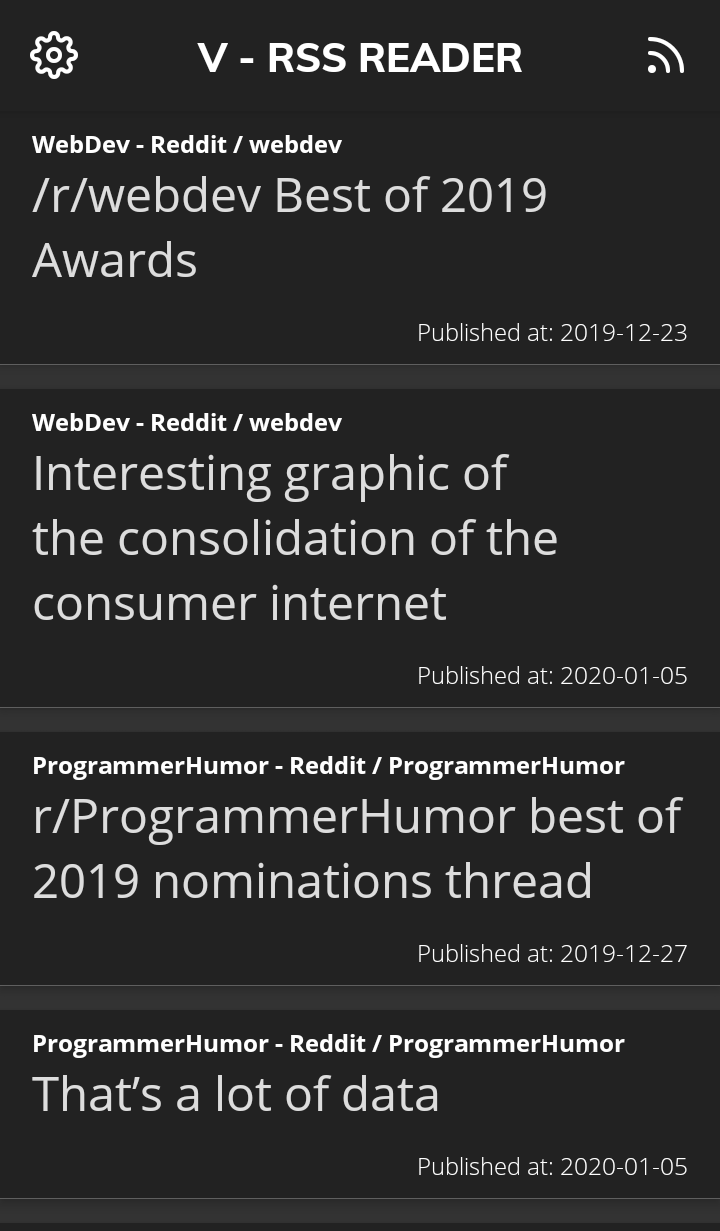 V - RSS READER
WebDev - Reddit / webdev
/r/webdev Best of 2019
Awards
Published at: 2019-12-23
WebDev - Reddit / webdev
Interesting graphic of
the consolidation of the
consumer internet
Published at: 2020-01-05
ProgrammerHumor - Reddit / ProgrammerHumor
r/ProgrammerHumor best of
2019 nominations thread
Published at: 2019-12-27
ProgrammerHumor - Reddit / ProgrammerHumor
That’s a lot of data
Published at: 2020-01-05